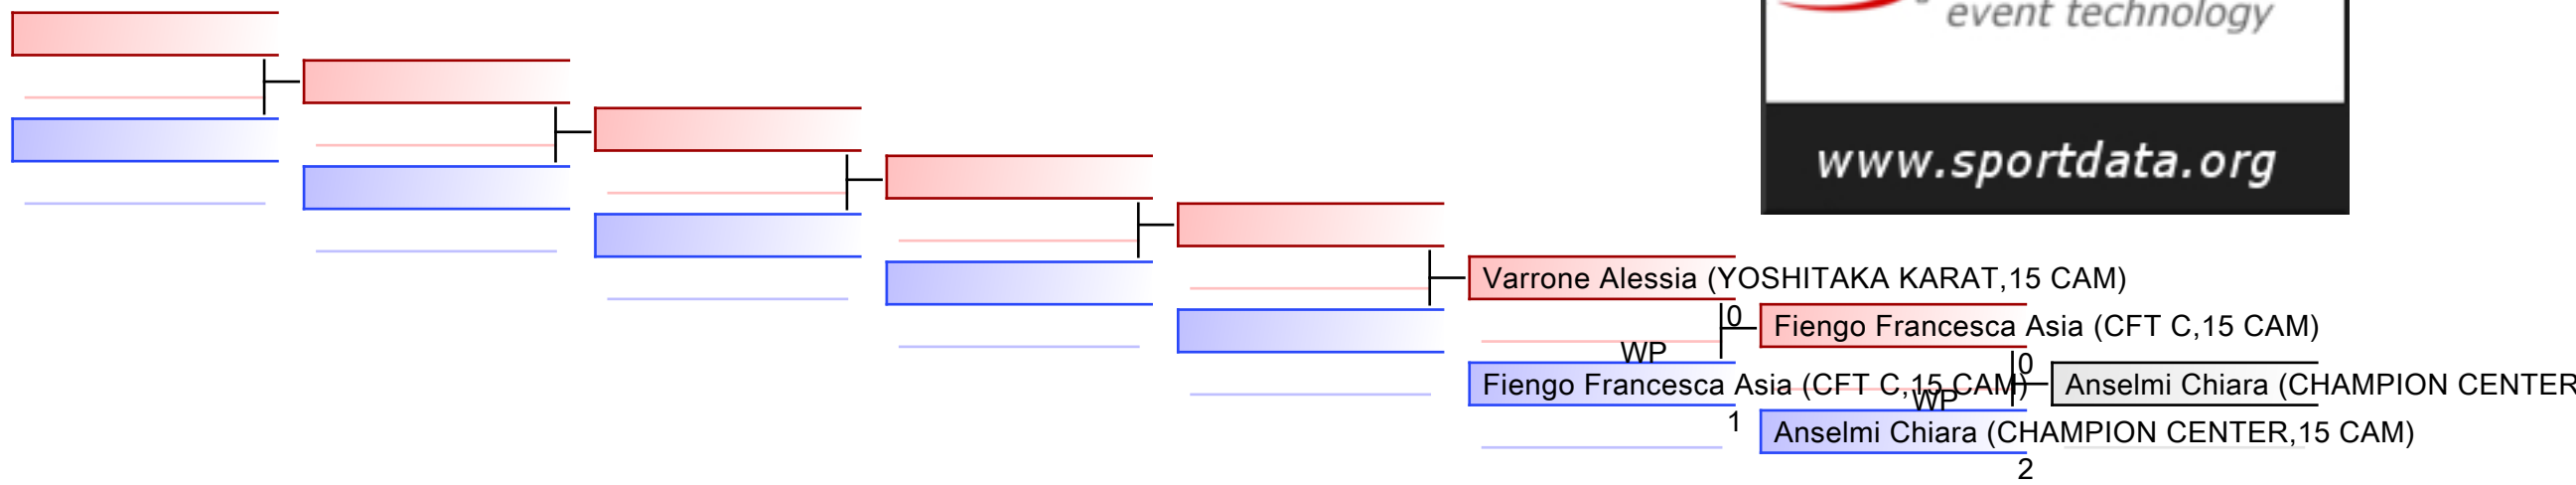 event technology
www.sportdata.org
Varrone Alessia (YOSHITAKA KARAT,15 CAM)
0
Fiengo Francesca Asia (CFT C,15 CAM)
WP
0
Fiengo Francesca Asia (CFT C,15 CAM)
Anselmi Chiara (CHAMPION CENTER
WP
1
Anselmi Chiara (CHAMPION CENTER,15 CAM)
2